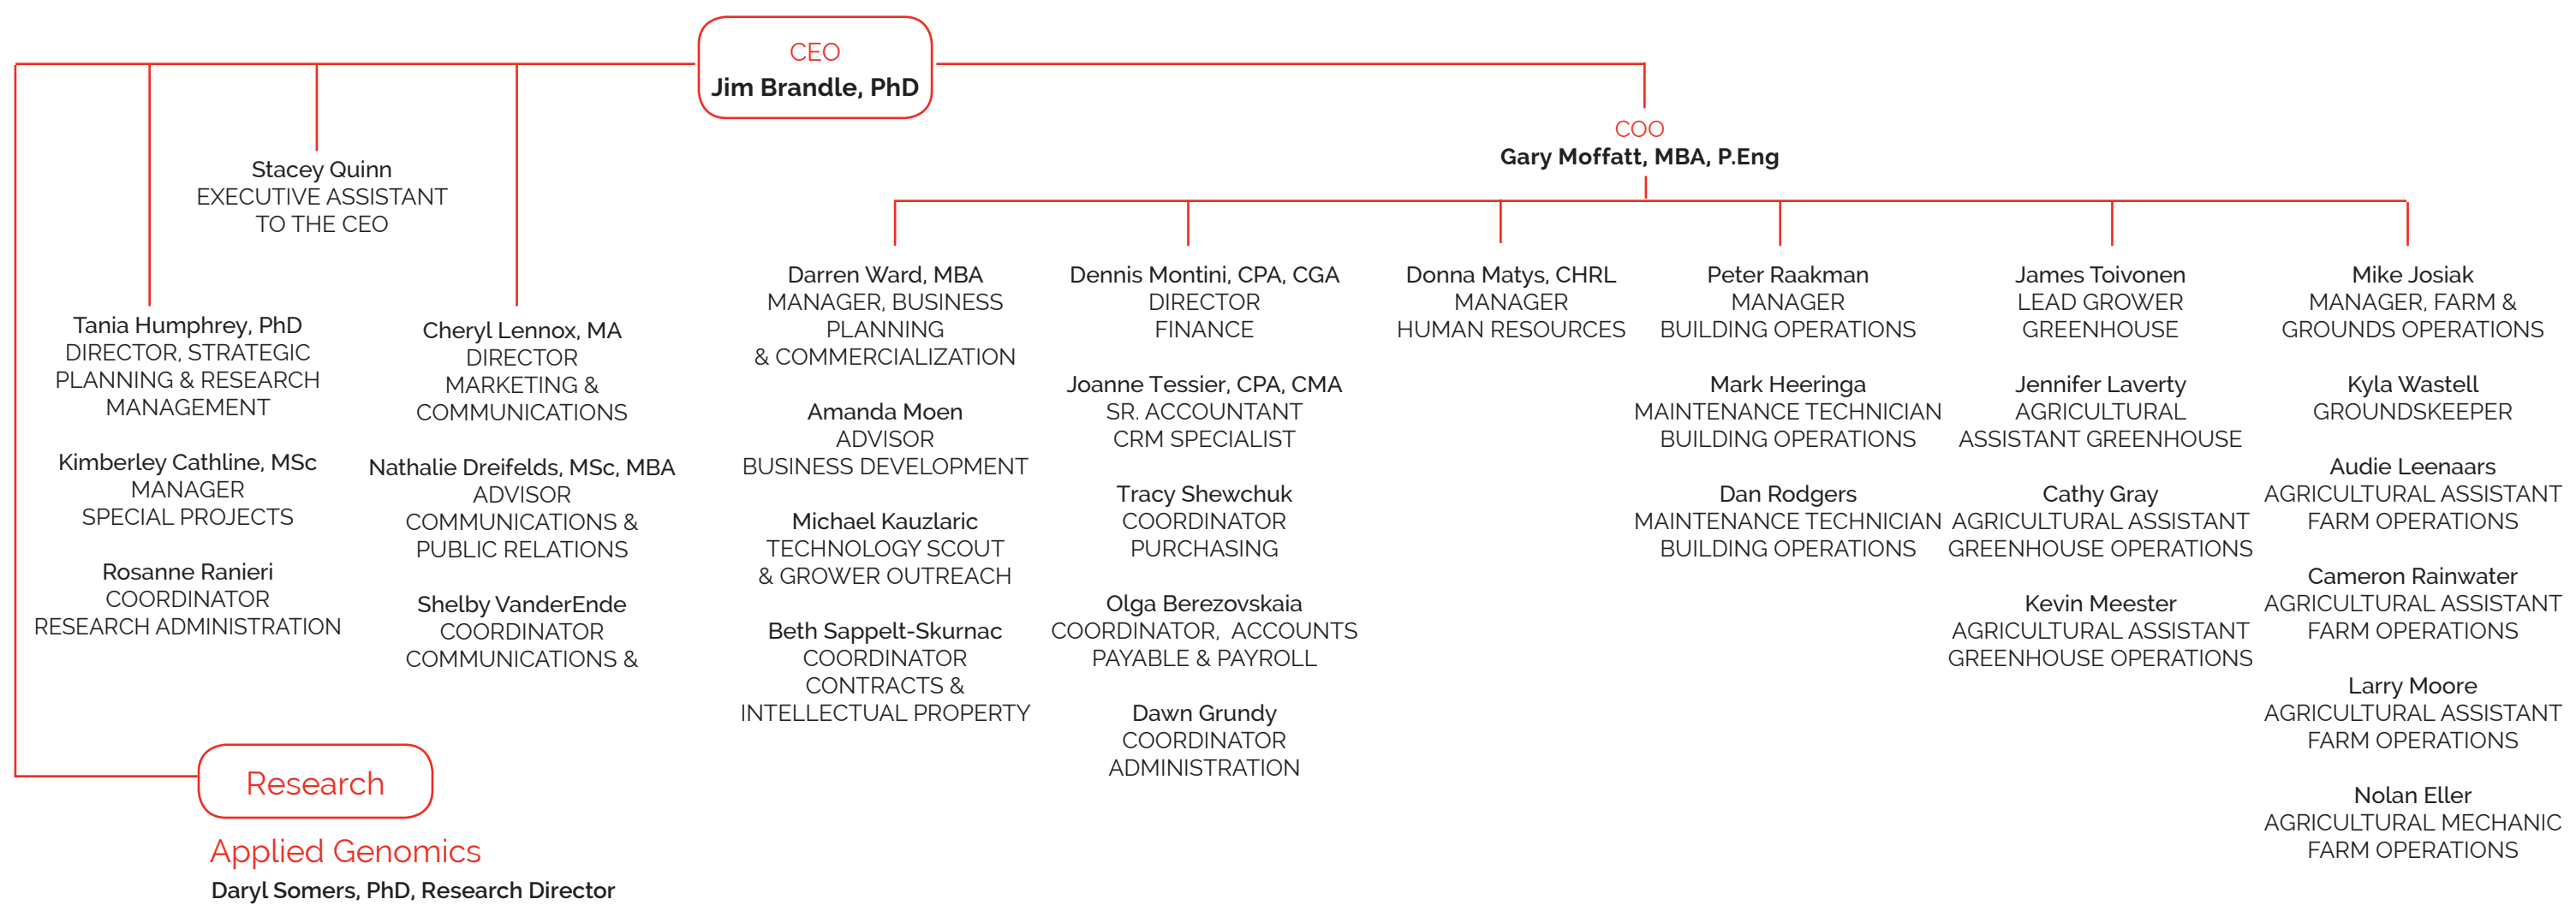 CEO
Jim Brandle, PhD
COO
Gary Moffatt, MBA, P.Eng
Stacey Quinn
EXECUTIVE ASSISTANT
TO THE CEO
Tania Humphrey, PhD
DIRECTOR, STRATEGIC
PLANNING & RESEARCH
MANAGEMENT
Kimberley Cathline, MSc
MANAGER
SPECIAL PROJECTS
Rosanne Ranieri
COORDINATOR
RESEARCH ADMINISTRATION
Cheryl Lennox, MA
DIRECTOR
MARKETING &
COMMUNICATIONS
Nathalie Dreifelds, MSc, MBA
ADVISOR
COMMUNICATIONS &
PUBLIC RELATIONS
Shelby VanderEnde
COORDINATOR
COMMUNICATIONS &
Darren Ward, MBA
MANAGER, BUSINESS
PLANNING
& COMMERCIALIZATION
Amanda Moen
ADVISOR
BUSINESS DEVELOPMENT
Michael Kauzlaric
TECHNOLOGY SCOUT
& GROWER OUTREACH
Beth Sappelt-Skurnac
COORDINATOR
CONTRACTS &
INTELLECTUAL PROPERTY
Dennis Montini, CPA, CGA
DIRECTOR
FINANCE
Joanne Tessier, CPA, CMA
SR. ACCOUNTANT
CRM SPECIALIST
Tracy Shewchuk
COORDINATOR
PURCHASING
Olga Berezovskaia
COORDINATOR, ACCOUNTS
PAYABLE & PAYROLL
Dawn Grundy
COORDINATOR
ADMINISTRATION
Donna Matys, CHRL
MANAGER
HUMAN RESOURCES
Peter Raakman
MANAGER
BUILDING OPERATIONS
Mark Heeringa
MAINTENANCE TECHNICIAN
BUILDING OPERATIONS
Dan Rodgers
MAINTENANCE TECHNICIAN
BUILDING OPERATIONS
James Toivonen
LEAD GROWER
GREENHOUSE
Jennifer Laverty
AGRICULTURAL
ASSISTANT GREENHOUSE
Cathy Gray
AGRICULTURAL ASSISTANT
GREENHOUSE OPERATIONS
Kevin Meester
AGRICULTURAL ASSISTANT
GREENHOUSE OPERATIONS
Mike Josiak
MANAGER, FARM &
GROUNDS OPERATIONS
Kyla Wastell
GROUNDSKEEPER
Audie Leenaars
AGRICULTURAL ASSISTANT
FARM OPERATIONS
Cameron Rainwater
AGRICULTURAL ASSISTANT
FARM OPERATIONS
Larry Moore
AGRICULTURAL ASSISTANT
FARM OPERATIONS
Nolan Eller
AGRICULTURAL MECHANIC
FARM OPERATIONS
Research
Applied Genomics
Daryl Somers, PhD, Research Director